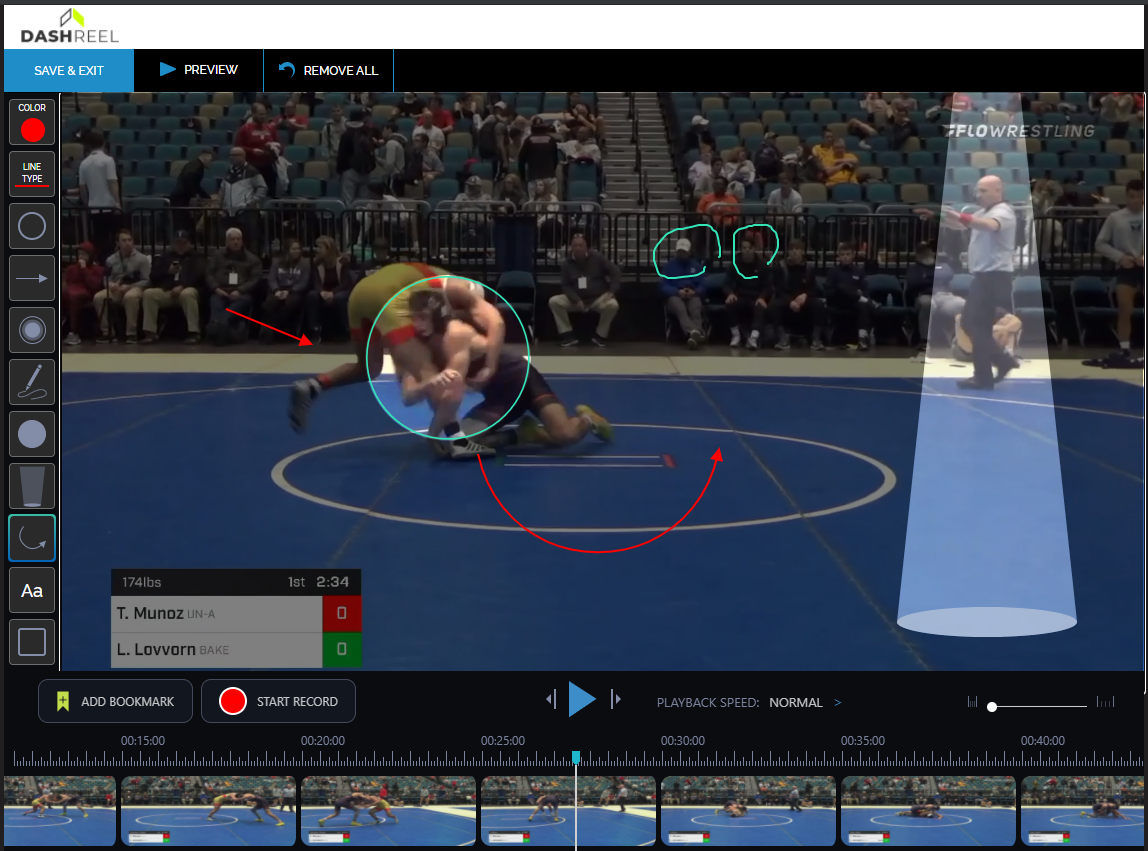 DASHREEL
SAVE & EXIT
PREVIEW
REMOVE ALL
COLOR
LINE
TYPE
FLOWRESTLING
Aa
174lbs 1st 2:34
T. Munoz UN-A 0
L. Lovvorn BAKE 0
ADD BOOKMARK
START RECORD
PLAYBACK SPEED: NORMAL >
00:15:00 00:20:00 00:25:00 00:30:00 00:35:00 00:40:00